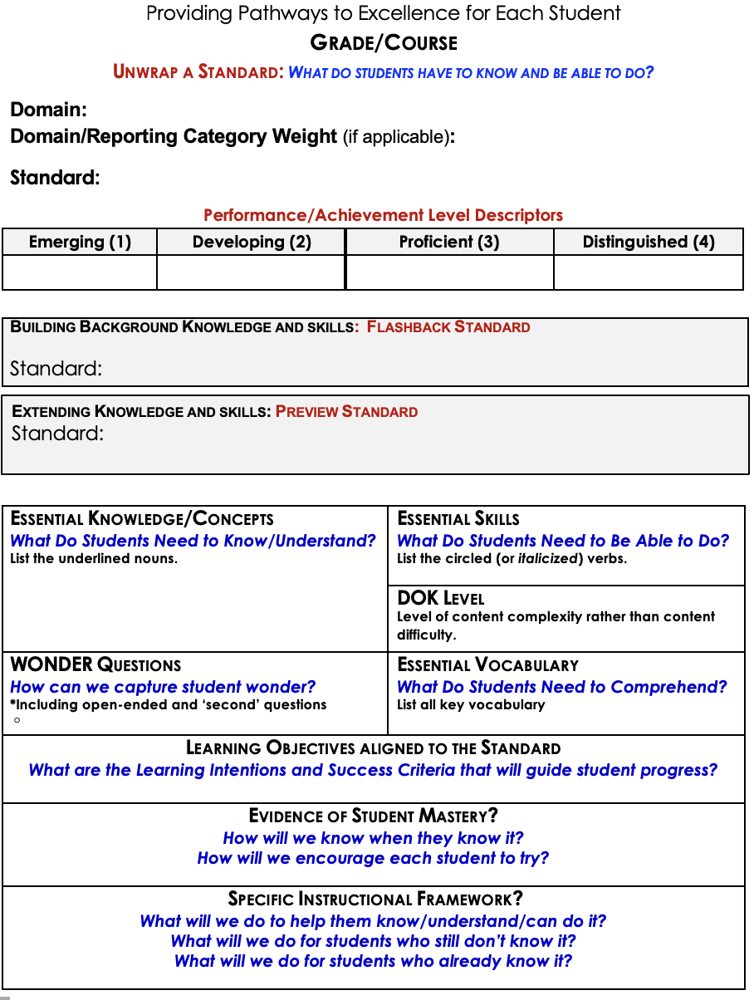 Providing Pathways to Excellence for Each Student
GRADE/COURSE
UNWRAP A STANDARD: WHAT DO STUDENTS HAVE TO KNOW AND BE ABLE TO DO?
Domain:
Domain/Reporting Category Weight (if applicable):
Standard:
Performance/Achievement Level Descriptors
Emerging (1) Developing (2) Proficient (3) Distinguished (4)
BUILDING BACKGROUND KNOWLEDGE AND SKILLS: FLASHBACK STANDARD
Standard:
EXTENDING KNOWLEDGE AND SKILLS: PREVIEW STANDARD
Standard:
ESSENTIAL KNOWLEDGE/CONCEPTS
What Do Students Need to Know/Understand?
List the underlined nouns.
ESSENTIAL SKILLS
What Do Students Need to Be Able to Do?
List the circled (or italicized) verbs.
DOK LEVEL
Level of content complexity rather than content
difficulty.
WONDER QUESTIONS
How can we capture student wonder?
*Including open-ended and ‘second’ questions
○
ESSENTIAL VOCABULARY
What Do Students Need to Comprehend?
List all key vocabulary
LEARNING OBJECTIVES ALIGNED TO THE STANDARD
What are the Learning Intentions and Success Criteria that will guide student progress?
EVIDENCE OF STUDENT MASTERY?
How will we know when they know it?
How will we encourage each student to try?
SPECIFIC INSTRUCTIONAL FRAMEWORK?
What will we do to help them know/understand/can do it?
What will we do for students who still don’t know it?
What will we do for students who already know it?